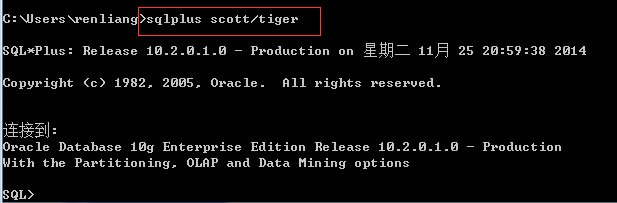 C:\Users\renliang>sqlplus scott/tiger
SQL*Plus: Release 10.2.0.1.0 - Production on 星期二 11月 25 20:59:38 2014
Copyright (c) 1982, 2005, Oracle.  All rights reserved.
连接到:
Oracle Database 10g Enterprise Edition Release 10.2.0.1.0 - Production
With the Partitioning, OLAP and Data Mining options
SQL>